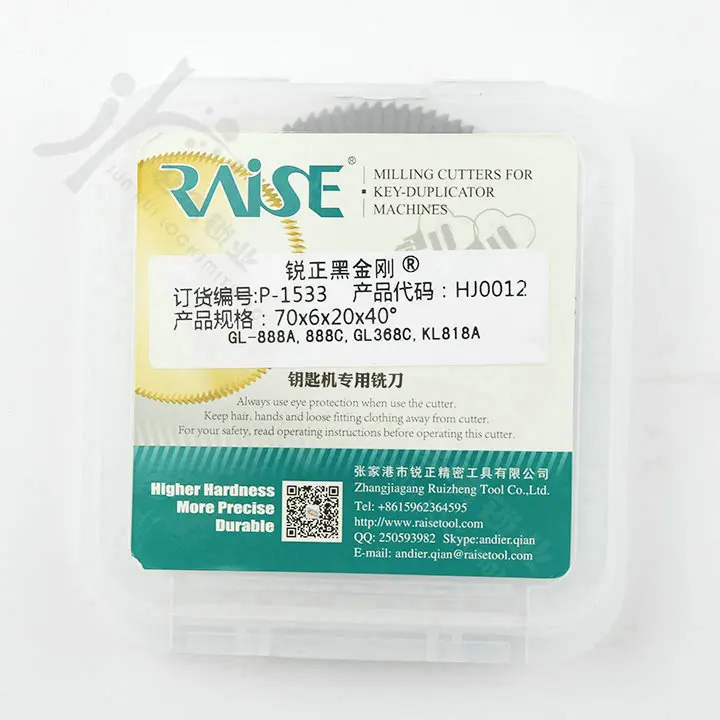 RAISE®
MILLING CUTTERS FOR
KEY-DUPLICATOR
MACHINES
锐正黑金刚®
订货编号:P-1533 产品代码：HJ0012
产品规格：70x6x20x40°
GL-888A, 888C, GL368C, KL818A
钥匙机专用铣刀
Always use eye protection when use the cutter.
Keep hair, hands and loose fitting clothing away from cutter.
For your safety, read operating instructions before operating this cutter.
Higher Hardness
More Precise
Durable
张家港市锐正精密工具有限公司
Zhangjiagang Ruizheng Tool Co.,Ltd.
Tel: +8615962364595
http://www.raisetool.com
QQ: 250593982 Skype:andier.qian
E-mail: andier.qian@raisetool.com